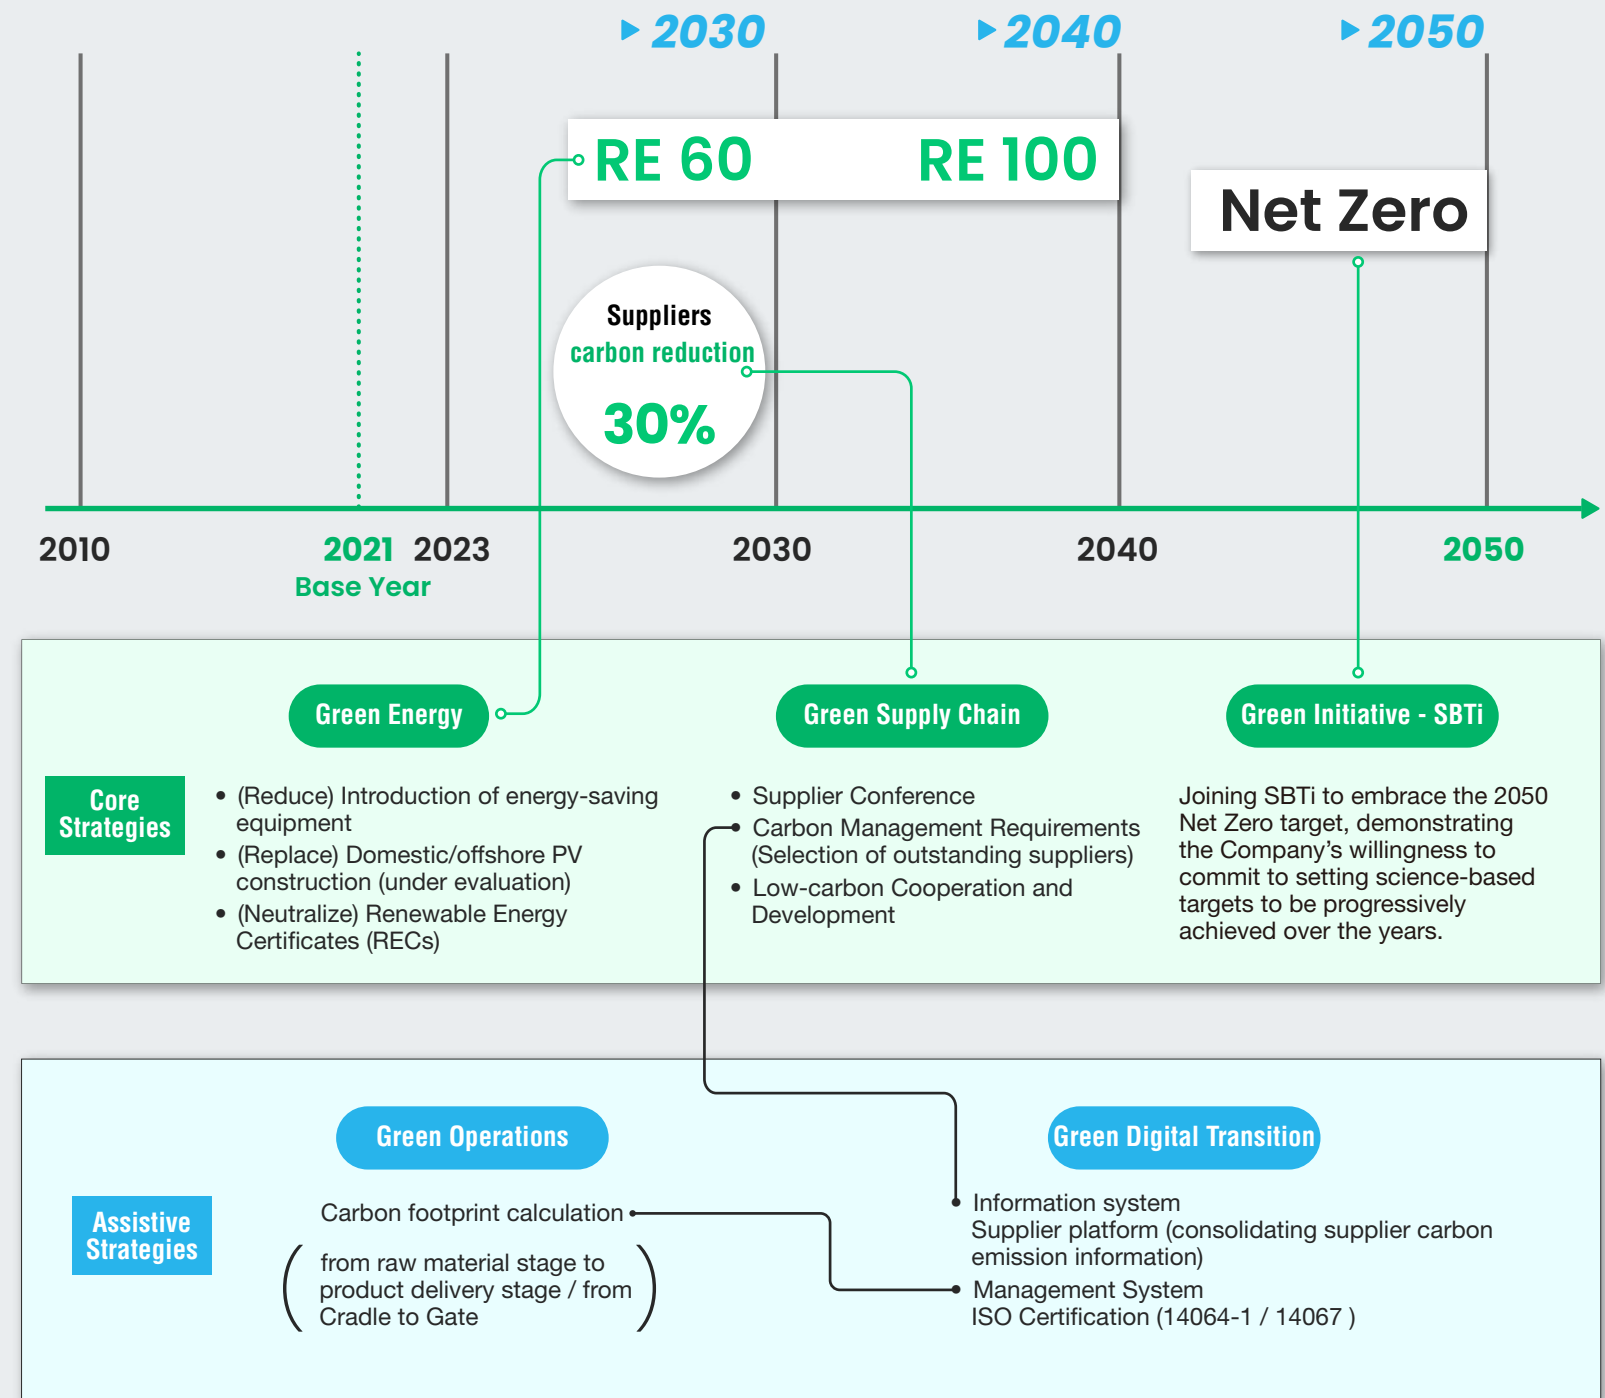 2030
2040
2050
RE 60
RE 100
Net Zero
Suppliers
carbon reduction
30%
2010
2021
Base Year
2023
2030
2040
2050
Green Energy
Green Supply Chain
Green Initiative - SBTi
Core
Strategies
• (Reduce) Introduction of energy-saving
equipment
• (Replace) Domestic/offshore PV
construction (under evaluation)
• (Neutralize) Renewable Energy
Certificates (RECs)
• Supplier Conference
• Carbon Management Requirements
(Selection of outstanding suppliers)
• Low-carbon Cooperation and
Development
Joining SBTi to embrace the 2050
Net Zero target, demonstrating
the Company’s willingness to
commit to setting science-based
targets to be progressively
achieved over the years.
Green Operations
Green Digital Transition
Assistive
Strategies
Carbon footprint calculation
(from raw material stage to
product delivery stage / from
Cradle to Gate)
• Information system
Supplier platform (consolidating supplier carbon
emission information)
• Management System
ISO Certification (14064-1 / 14067 )